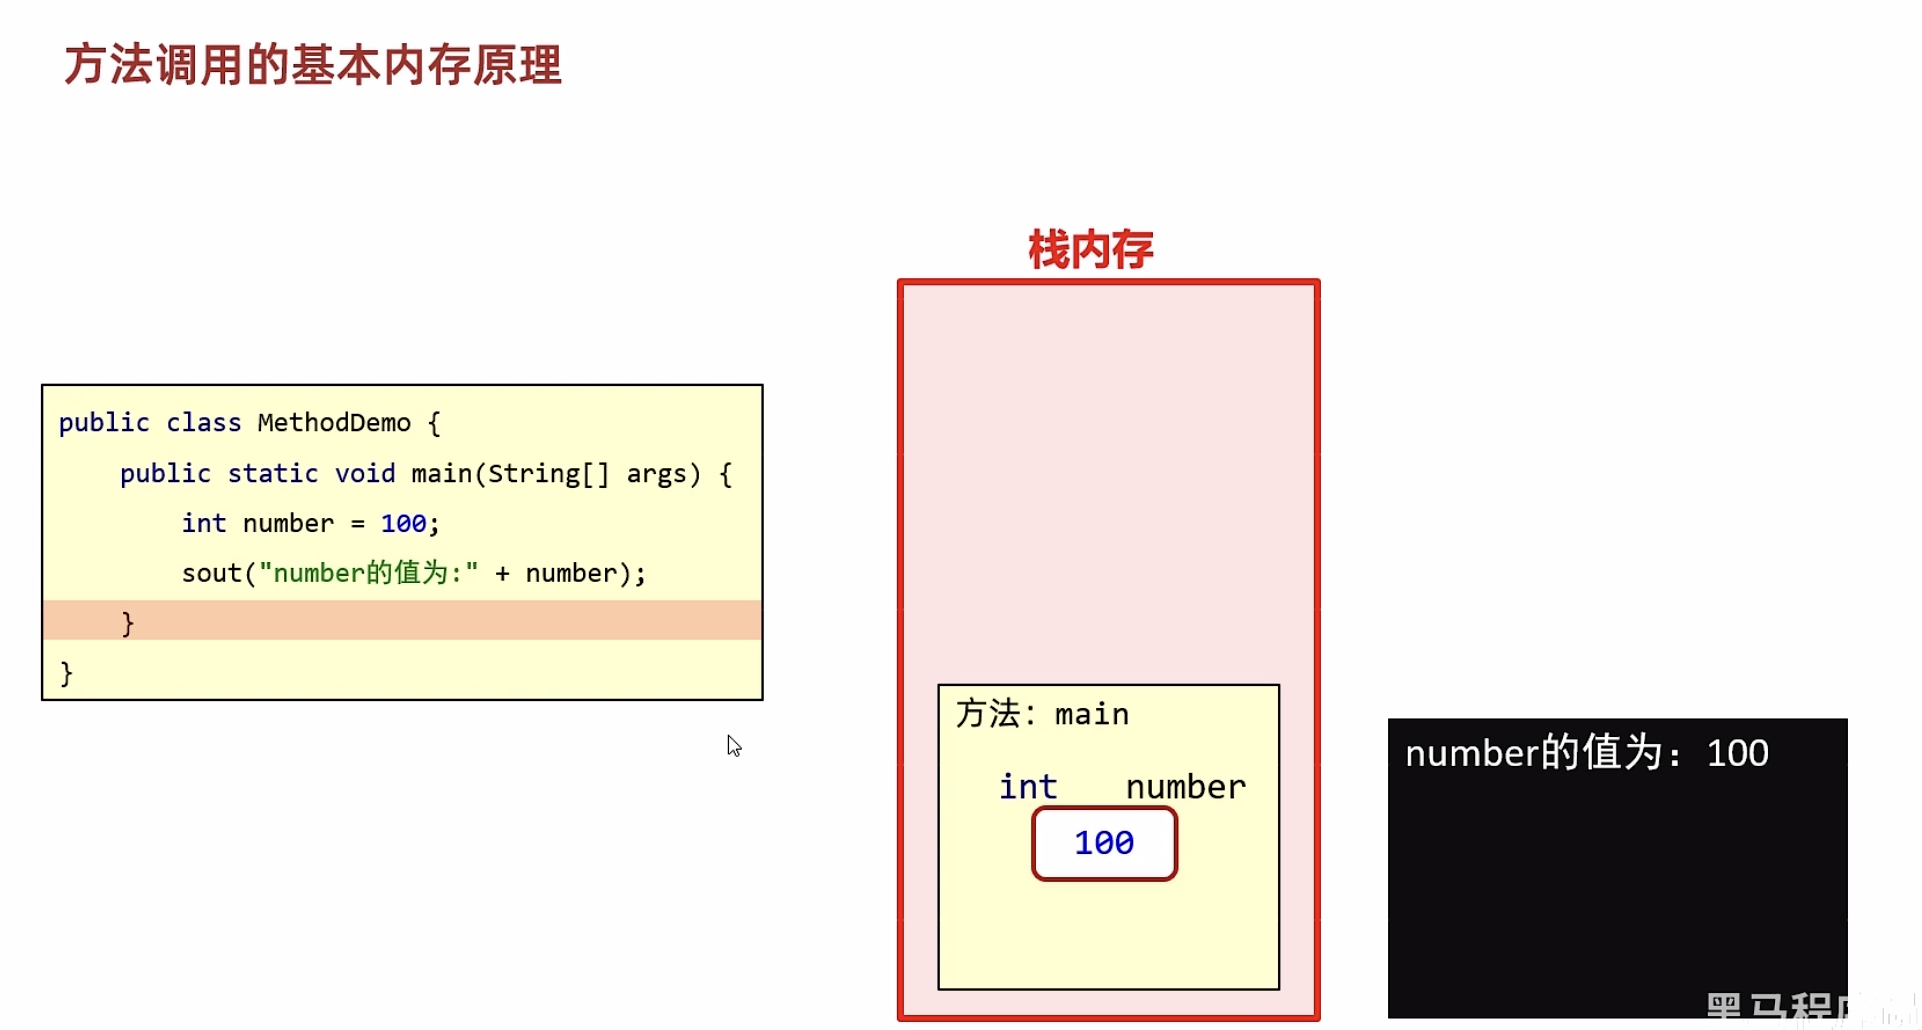 方法调用的基本内存原理
栈内存
public class MethodDemo {
public static void main(String[] args) {
int number = 100;
sout("number的值为:" + number);
}
}
方法：main
int number
100
number的值为：100
黑马程序员